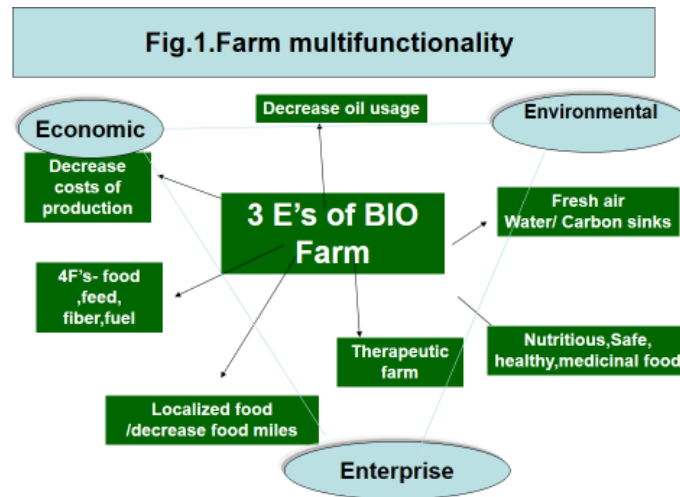 Fig.1.Farm multifunctionality
Decrease oil usage
Economic
Environmental
Decrease
costs of
production
3 E's of BIO
Farm
Fresh air
Water/ Carbon sinks
4F's- food
,feed,
fiber,fuel
Therapeutic
farm
Nutritious,Safe,
healthy,medicinal food
Localized food
/decrease food miles
Enterprise